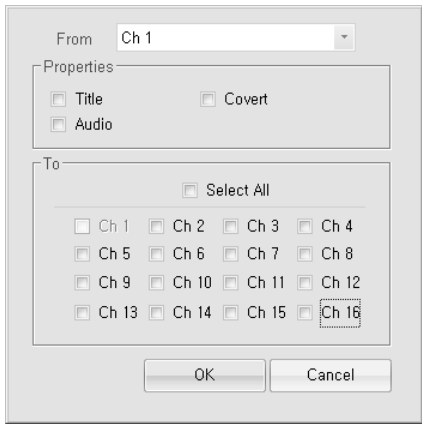 From Ch 1
Properties
Title Covert
Audio
To
Select All
Ch 1 Ch 2 Ch 3 Ch 4
Ch 5 Ch 6 Ch 7 Ch 8
Ch 9 Ch 10 Ch 11 Ch 12
Ch 13 Ch 14 Ch 15 Ch 16
OK Cancel